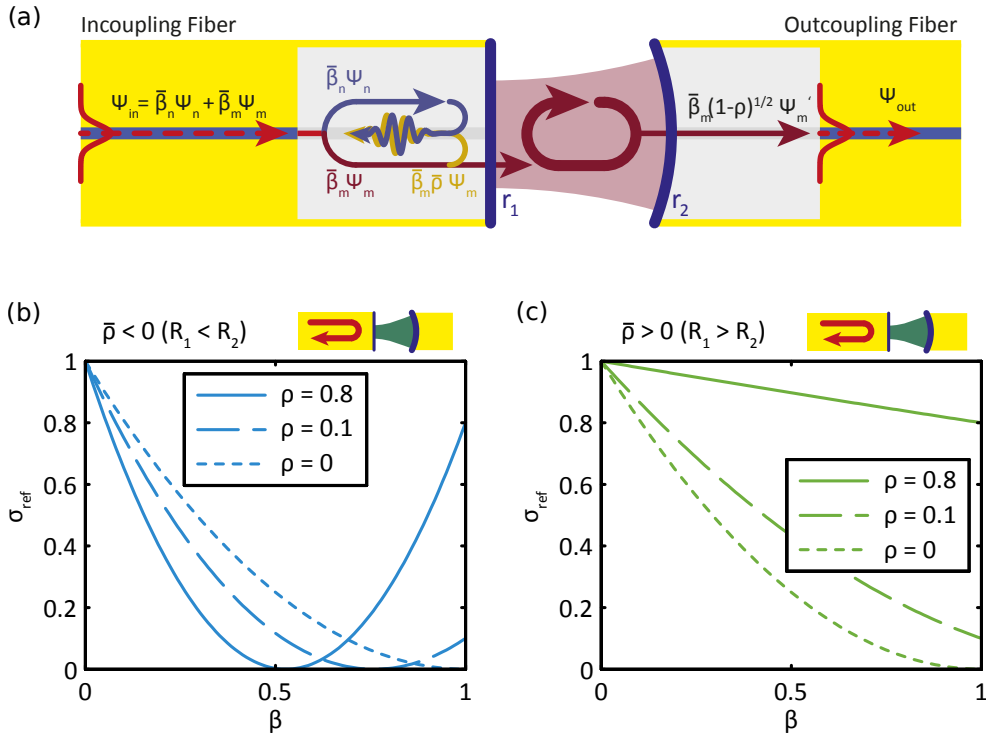 (a)
Incoupling Fiber
Outcoupling Fiber
Ψin = β̄nΨn + β̄mΨm
β̄nΨn
β̄mΨm
β̄mρ̄ Ψm
r1
r2
β̄m(1-ρ)1/2 Ψm′
Ψout
(b)
ρ̄ < 0 (R1 < R2)
1
0.8
0.6
0.4
0.2
0
σref
ρ = 0.8
ρ = 0.1
ρ = 0
0
0.5
1
β
(c)
ρ̄ > 0 (R1 > R2)
1
0.8
0.6
0.4
0.2
0
σref
ρ = 0.8
ρ = 0.1
ρ = 0
0
0.5
1
β